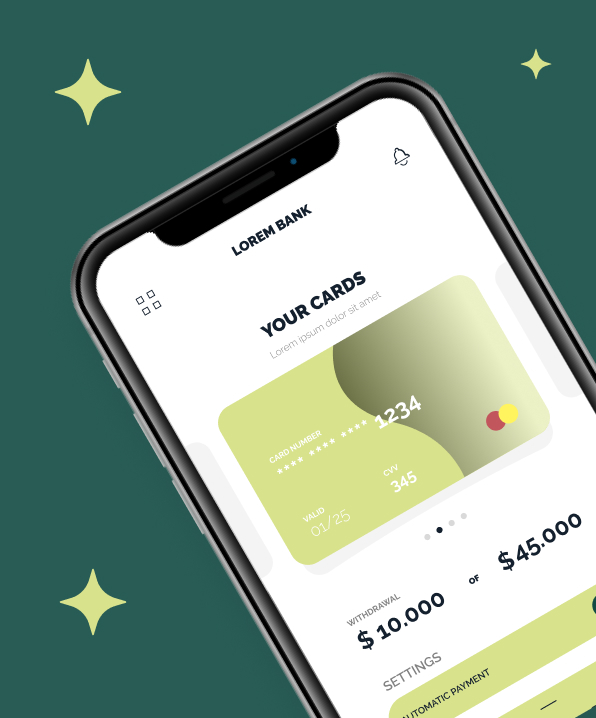 LOREM BANK
YOUR CARDS
Lorem ipsum dolor sit amet
CARD NUMBER
**** **** **** 1234
CVV
345
VALID
01/25
WITHDRAWAL
$ 10.000 OF $ 45.000
SETTINGS
AUTOMATIC PAYMENT